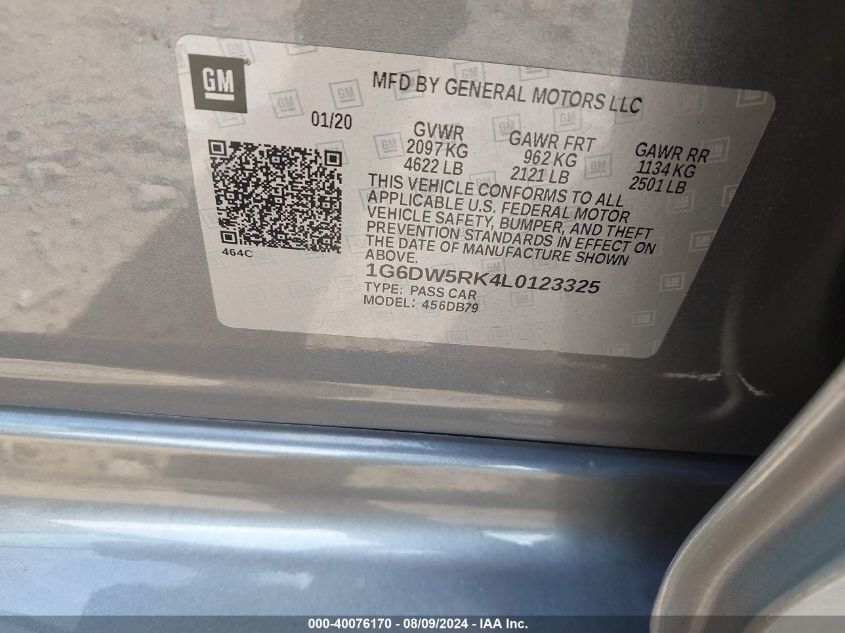 GM
MFD BY GENERAL MOTORS LLC
01/20
GVWR
2097 KG
4622 LB
GAWR FRT
962 KG
2121 LB
GAWR RR
1134 KG
2501 LB
THIS VEHICLE CONFORMS TO ALL
APPLICABLE U.S. FEDERAL MOTOR
VEHICLE SAFETY, BUMPER, AND THEFT
PREVENTION STANDARDS IN EFFECT ON
THE DATE OF MANUFACTURE SHOWN
ABOVE.
464C
1G6DW5RK4L0123325
TYPE: PASS CAR
MODEL: 456DB79
000-40076170 - 08/09/2024 - IAA Inc.